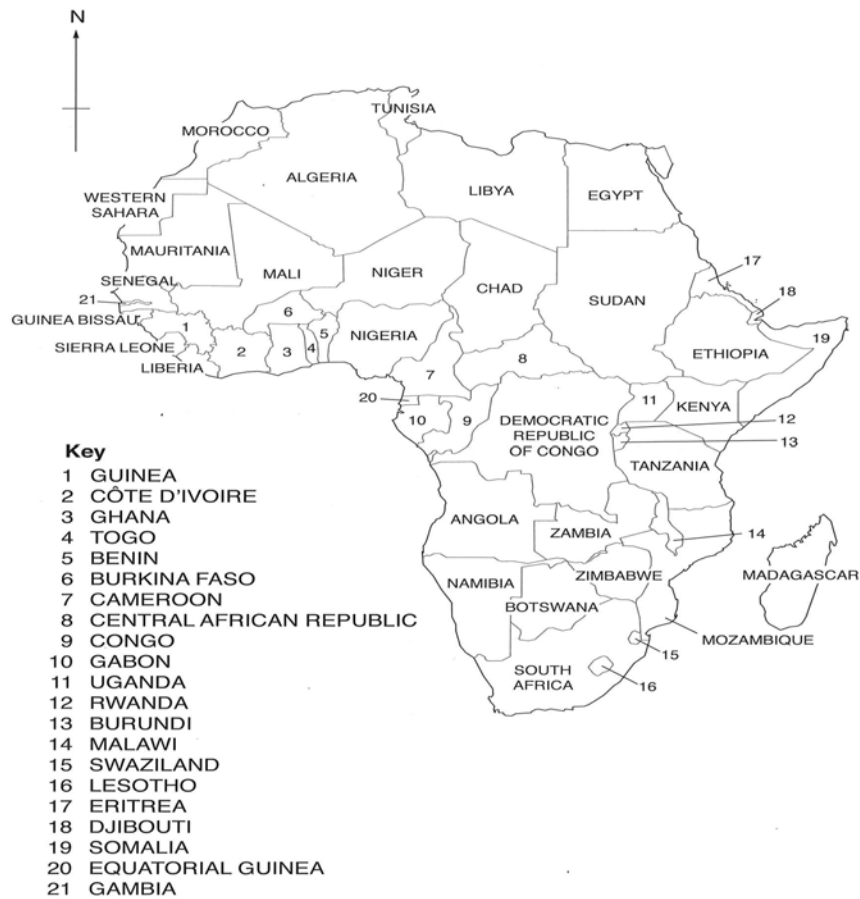 N
TUNISIA
MOROCCO
ALGERIA
LIBYA
EGYPT
WESTERN
SAHARA
MAURITANIA
MALI
NIGER
CHAD
SUDAN
17
18
SENEGAL
21
6
GUINEA BISSAU
1
5
NIGERIA
19
SIERRA LEONE
2
3
4
ETHIOPIA
LIBERIA
7
8
20
10
9
DEMOCRATIC
REPUBLIC
OF CONGO
11
KENYA
12
13
TANZANIA
ANGOLA
ZAMBIA
14
NAMIBIA
ZIMBABWE
MADAGASCAR
BOTSWANA
MOZAMBIQUE
15
SOUTH
AFRICA
16
Key
1 GUINEA
2 CÔTE D'IVOIRE
3 GHANA
4 TOGO
5 BENIN
6 BURKINA FASO
7 CAMEROON
8 CENTRAL AFRICAN REPUBLIC
9 CONGO
10 GABON
11 UGANDA
12 RWANDA
13 BURUNDI
14 MALAWI
15 SWAZILAND
16 LESOTHO
17 ERITREA
18 DJIBOUTI
19 SOMALIA
20 EQUATORIAL GUINEA
21 GAMBIA